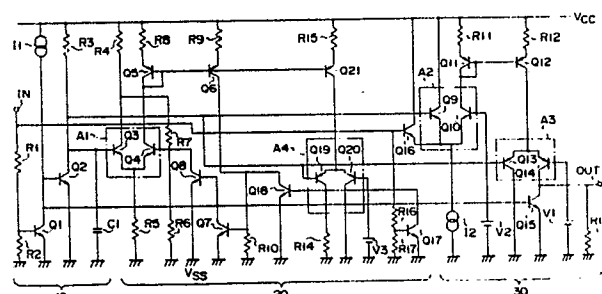 I1 R3 R4 R8 R9 R15 VCC R11 R12
Q5 Q6 Q21 A2 Q11 Q12
IN Q9
A1 Q10 A3
R1 Q3 R7 A4 Q16
Q4 Q19 Q20 Q13
Q2 Q8 Q18 Q14 OUT
R16
Q1 C1 R5 R6 Q7 R10 R14 V3 R17 Q17 I2 V2 Q15 V1
R2 VSS
20 30